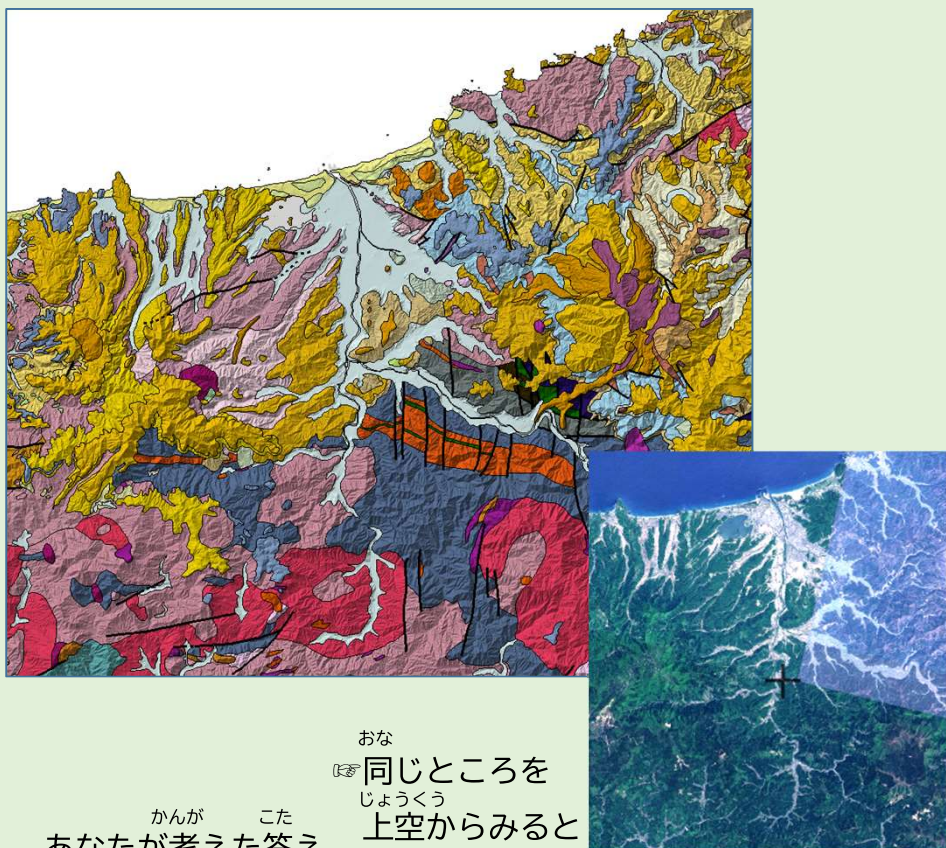 おな
☞同じところを
じょうくう
上空からみると
かんが こた
あなたが考えた答え